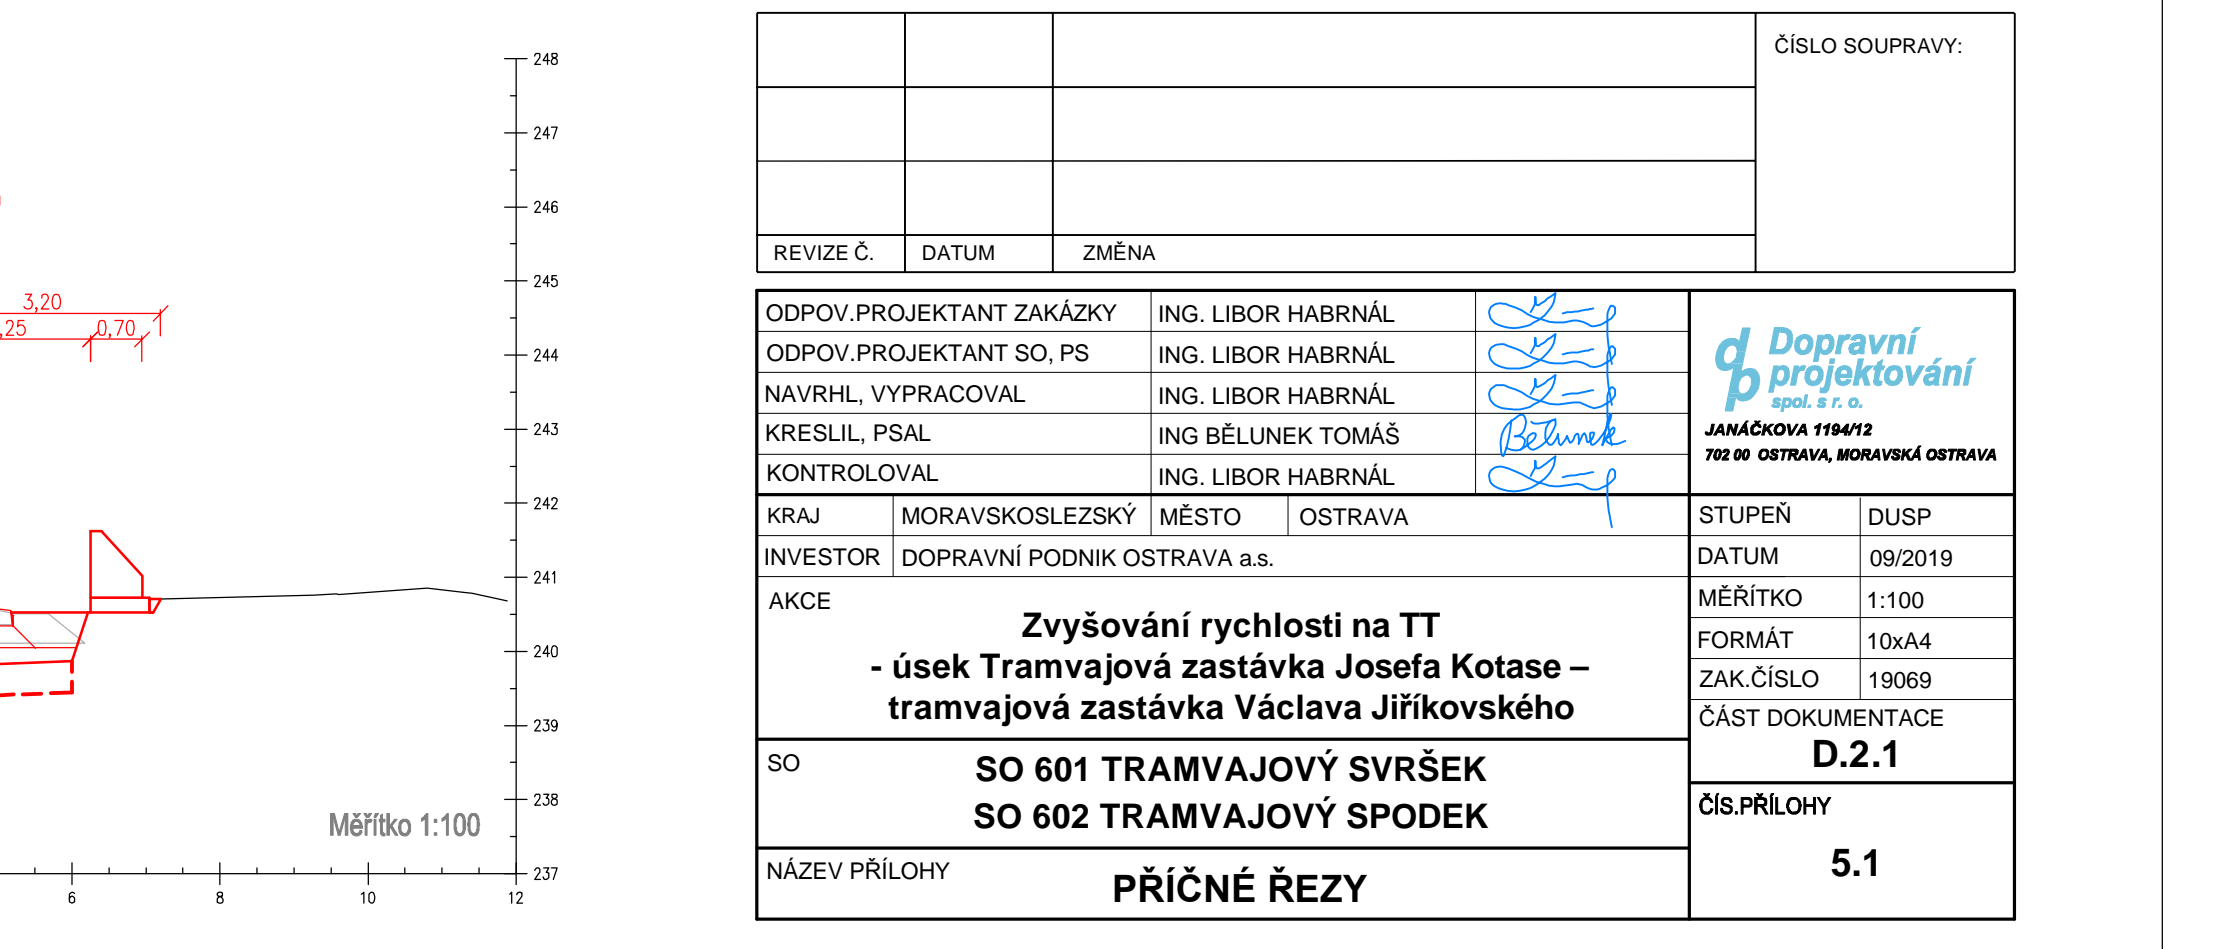 248
247
246
245
244
243
242
241
240
239
238
237
3,20
,25
0,70
Měřítko 1:100
6
8
10
12
ČÍSLO SOUPRAVY:
REVIZE Č. DATUM ZMĚNA
ODPOV.PROJEKTANT ZAKÁZKY ING. LIBOR HABRNÁL
ODPOV.PROJEKTANT SO, PS ING. LIBOR HABRNÁL
NAVRHL, VYPRACOVAL ING. LIBOR HABRNÁL
KRESLIL, PSAL ING BĚLUNEK TOMÁŠ Bělunek
KONTROLOVAL ING. LIBOR HABRNÁL
dp Dopravní
projektování
spol. s r. o.
JANÁČKOVA 1194/12
702 00 OSTRAVA, MORAVSKÁ OSTRAVA
KRAJ MORAVSKOSLEZSKÝ MĚSTO OSTRAVA
INVESTOR DOPRAVNÍ PODNIK OSTRAVA a.s.
AKCE
Zvyšování rychlosti na TT
- úsek Tramvajová zastávka Josefa Kotase –
tramvajová zastávka Václava Jiříkovského
SO
SO 601 TRAMVAJOVÝ SVRŠEK
SO 602 TRAMVAJOVÝ SPODEK
NÁZEV PŘÍLOHY
PŘÍČNÉ ŘEZY
STUPEŇ DUSP
DATUM 09/2019
MĚŘÍTKO 1:100
FORMÁT 10xA4
ZAK.ČÍSLO 19069
ČÁST DOKUMENTACE
D.2.1
ČÍS.PŘÍLOHY
5.1